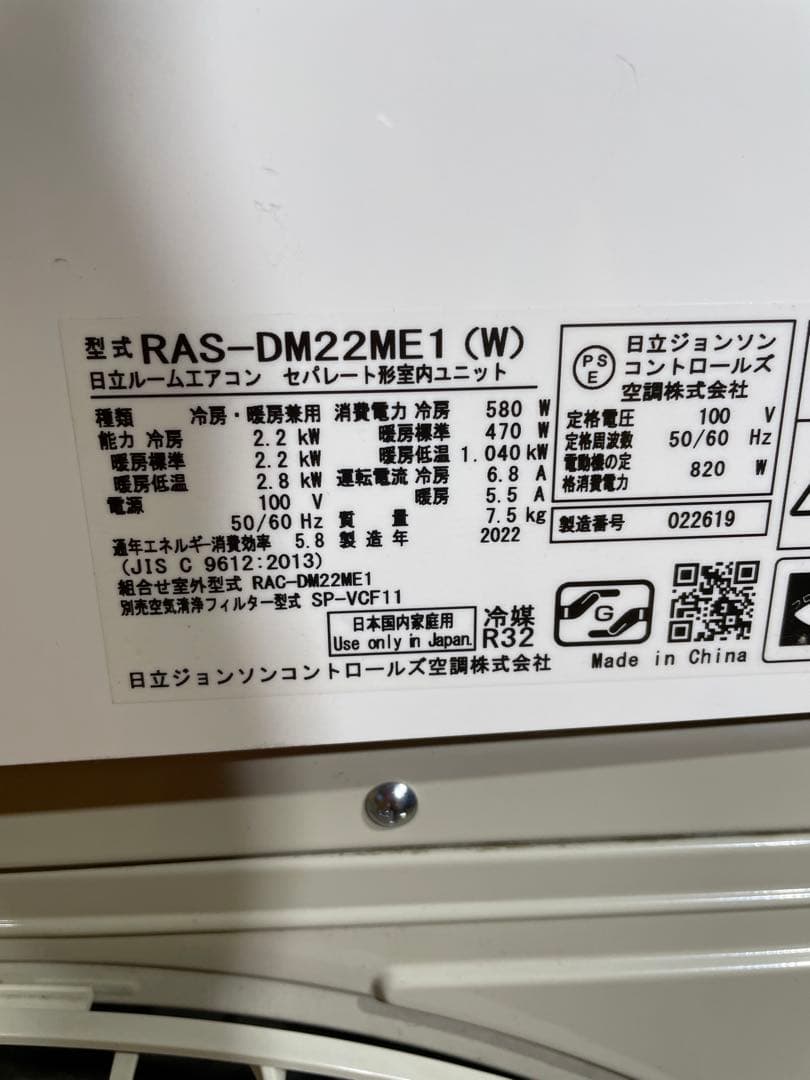 型式 RAS-DM22ME1 (W)
日立ルームエアコン セパレート形室内ユニット
種類 冷房・暖房兼用
能力 冷房 2.2 kW
暖房標準 2.2 kW
暖房低温 2.8 kW
電源 100 V
50/60 Hz
通年エネルギー消費効率 5.8
(JIS C 9612:2013)
消費電力 冷房 580 W
暖房標準 470 W
暖房低温 1.040 kW
運転電流 冷房 6.8 A
暖房 5.5 A
質量 7.5 kg
製造年 2022
組合せ室外型式 RAC-DM22ME1
別売空気清浄フィルター型式 SP-VCF11
日本国内家庭用
Use only in Japan.
冷媒
R32
日立ジョンソンコントロールズ空調株式会社
PS
E
日立ジョンソン
コントロールズ
空調株式会社
定格電圧 100 V
定格周波数 50/60 Hz
電動機の定
格消費電力 820 W
製造番号 022619
G
Made in China